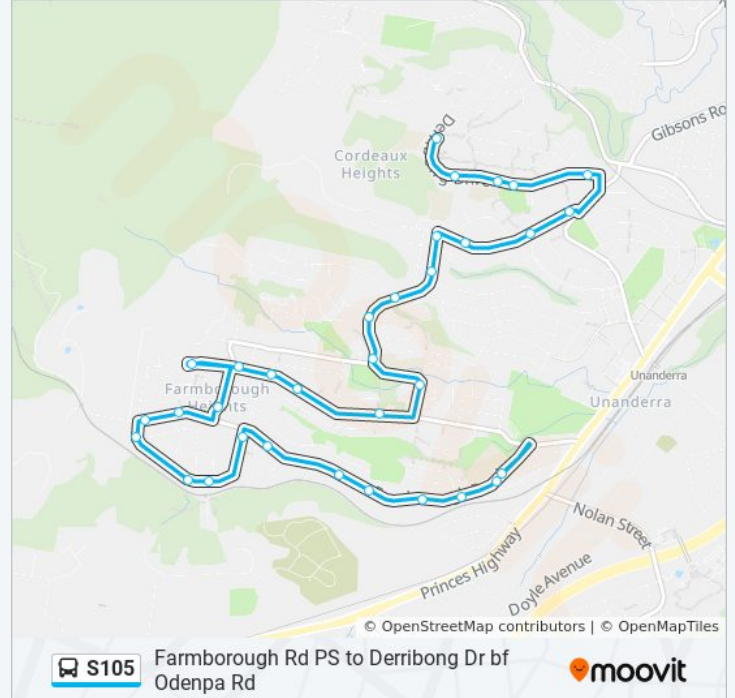 Gibsons Ro
Cordeaux
Heights
Unanderra
Unanderra
Farmborough
Heights
Nolan Street
Princes Highway
Doyle Avenue
© OpenStreetMap contributors | © OpenMapTiles
S105
Farmborough Rd PS to Derribong Dr bf
Odenpa Rd
moovit